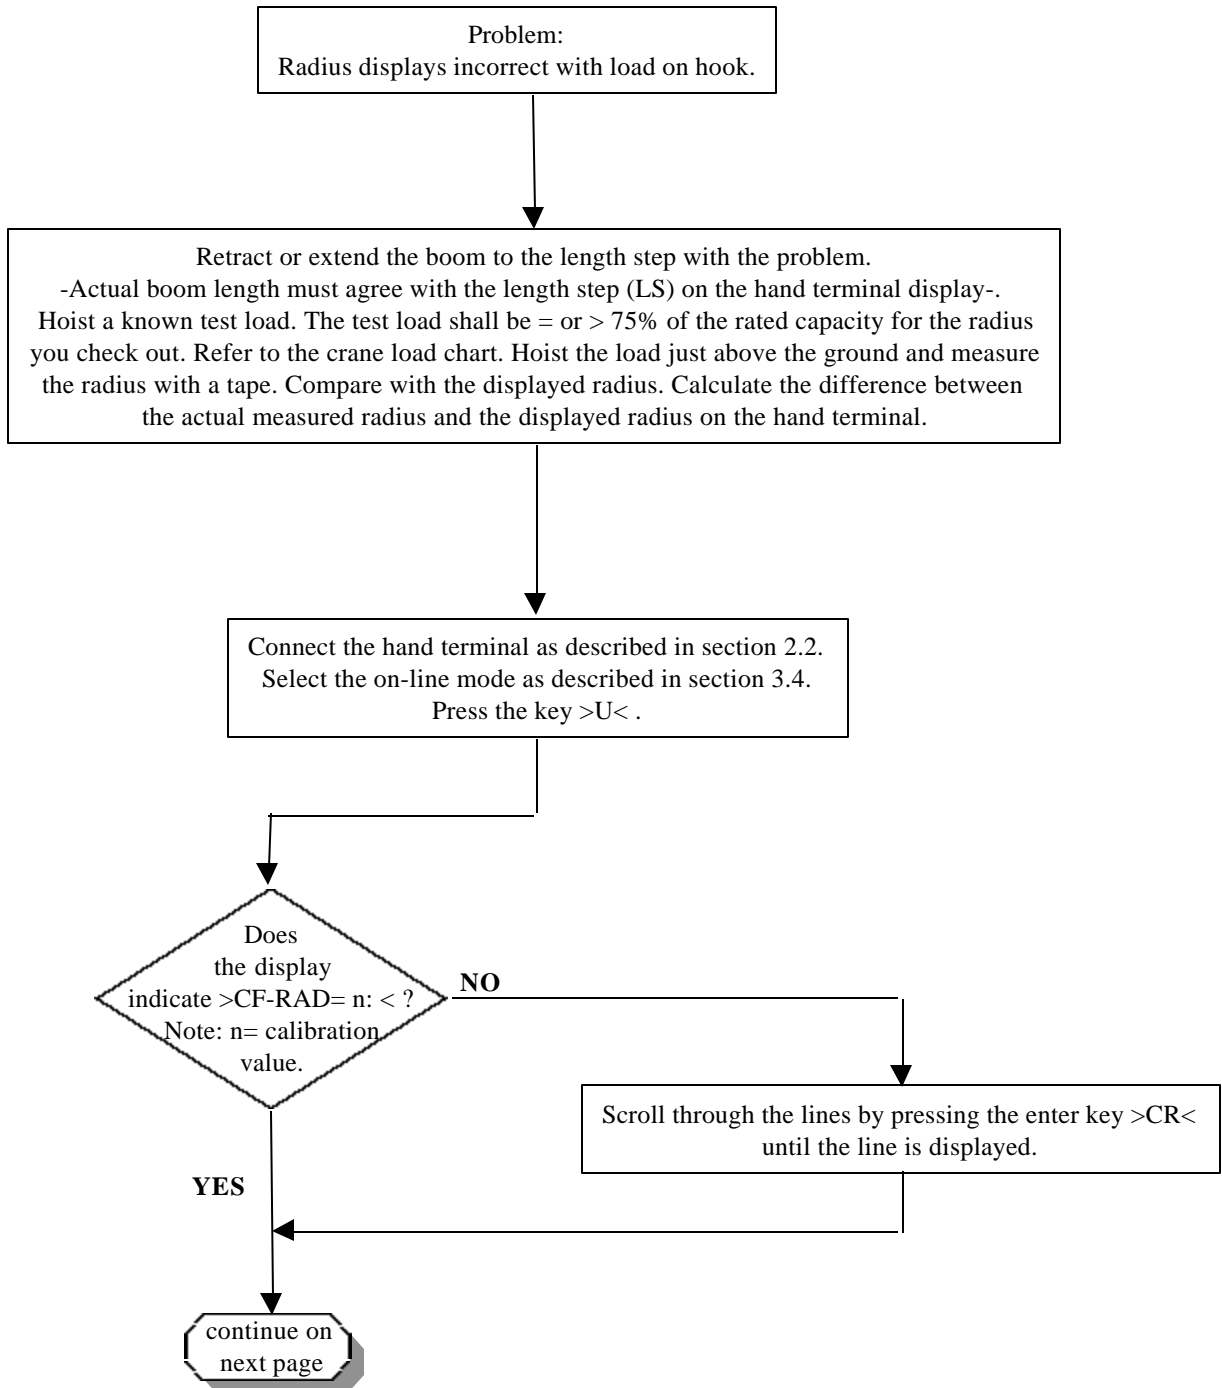 Problem:
Radius displays incorrect with load on hook.
Retract or extend the boom to the length step with the problem.
-Actual boom length must agree with the length step (LS) on the hand terminal display-.
Hoist a known test load. The test load shall be = or > 75% of the rated capacity for the radius
you check out. Refer to the crane load chart. Hoist the load just above the ground and measure
the radius with a tape. Compare with the displayed radius. Calculate the difference between
the actual measured radius and the displayed radius on the hand terminal.
Connect the hand terminal as described in section 2.2.
Select the on-line mode as described in section 3.4.
Press the key >U< .
Does
the display
indicate >CF-RAD= n: < ?
Note: n= calibration
value.
NO
Scroll through the lines by pressing the enter key >CR<
until the line is displayed.
YES
continue on
next page